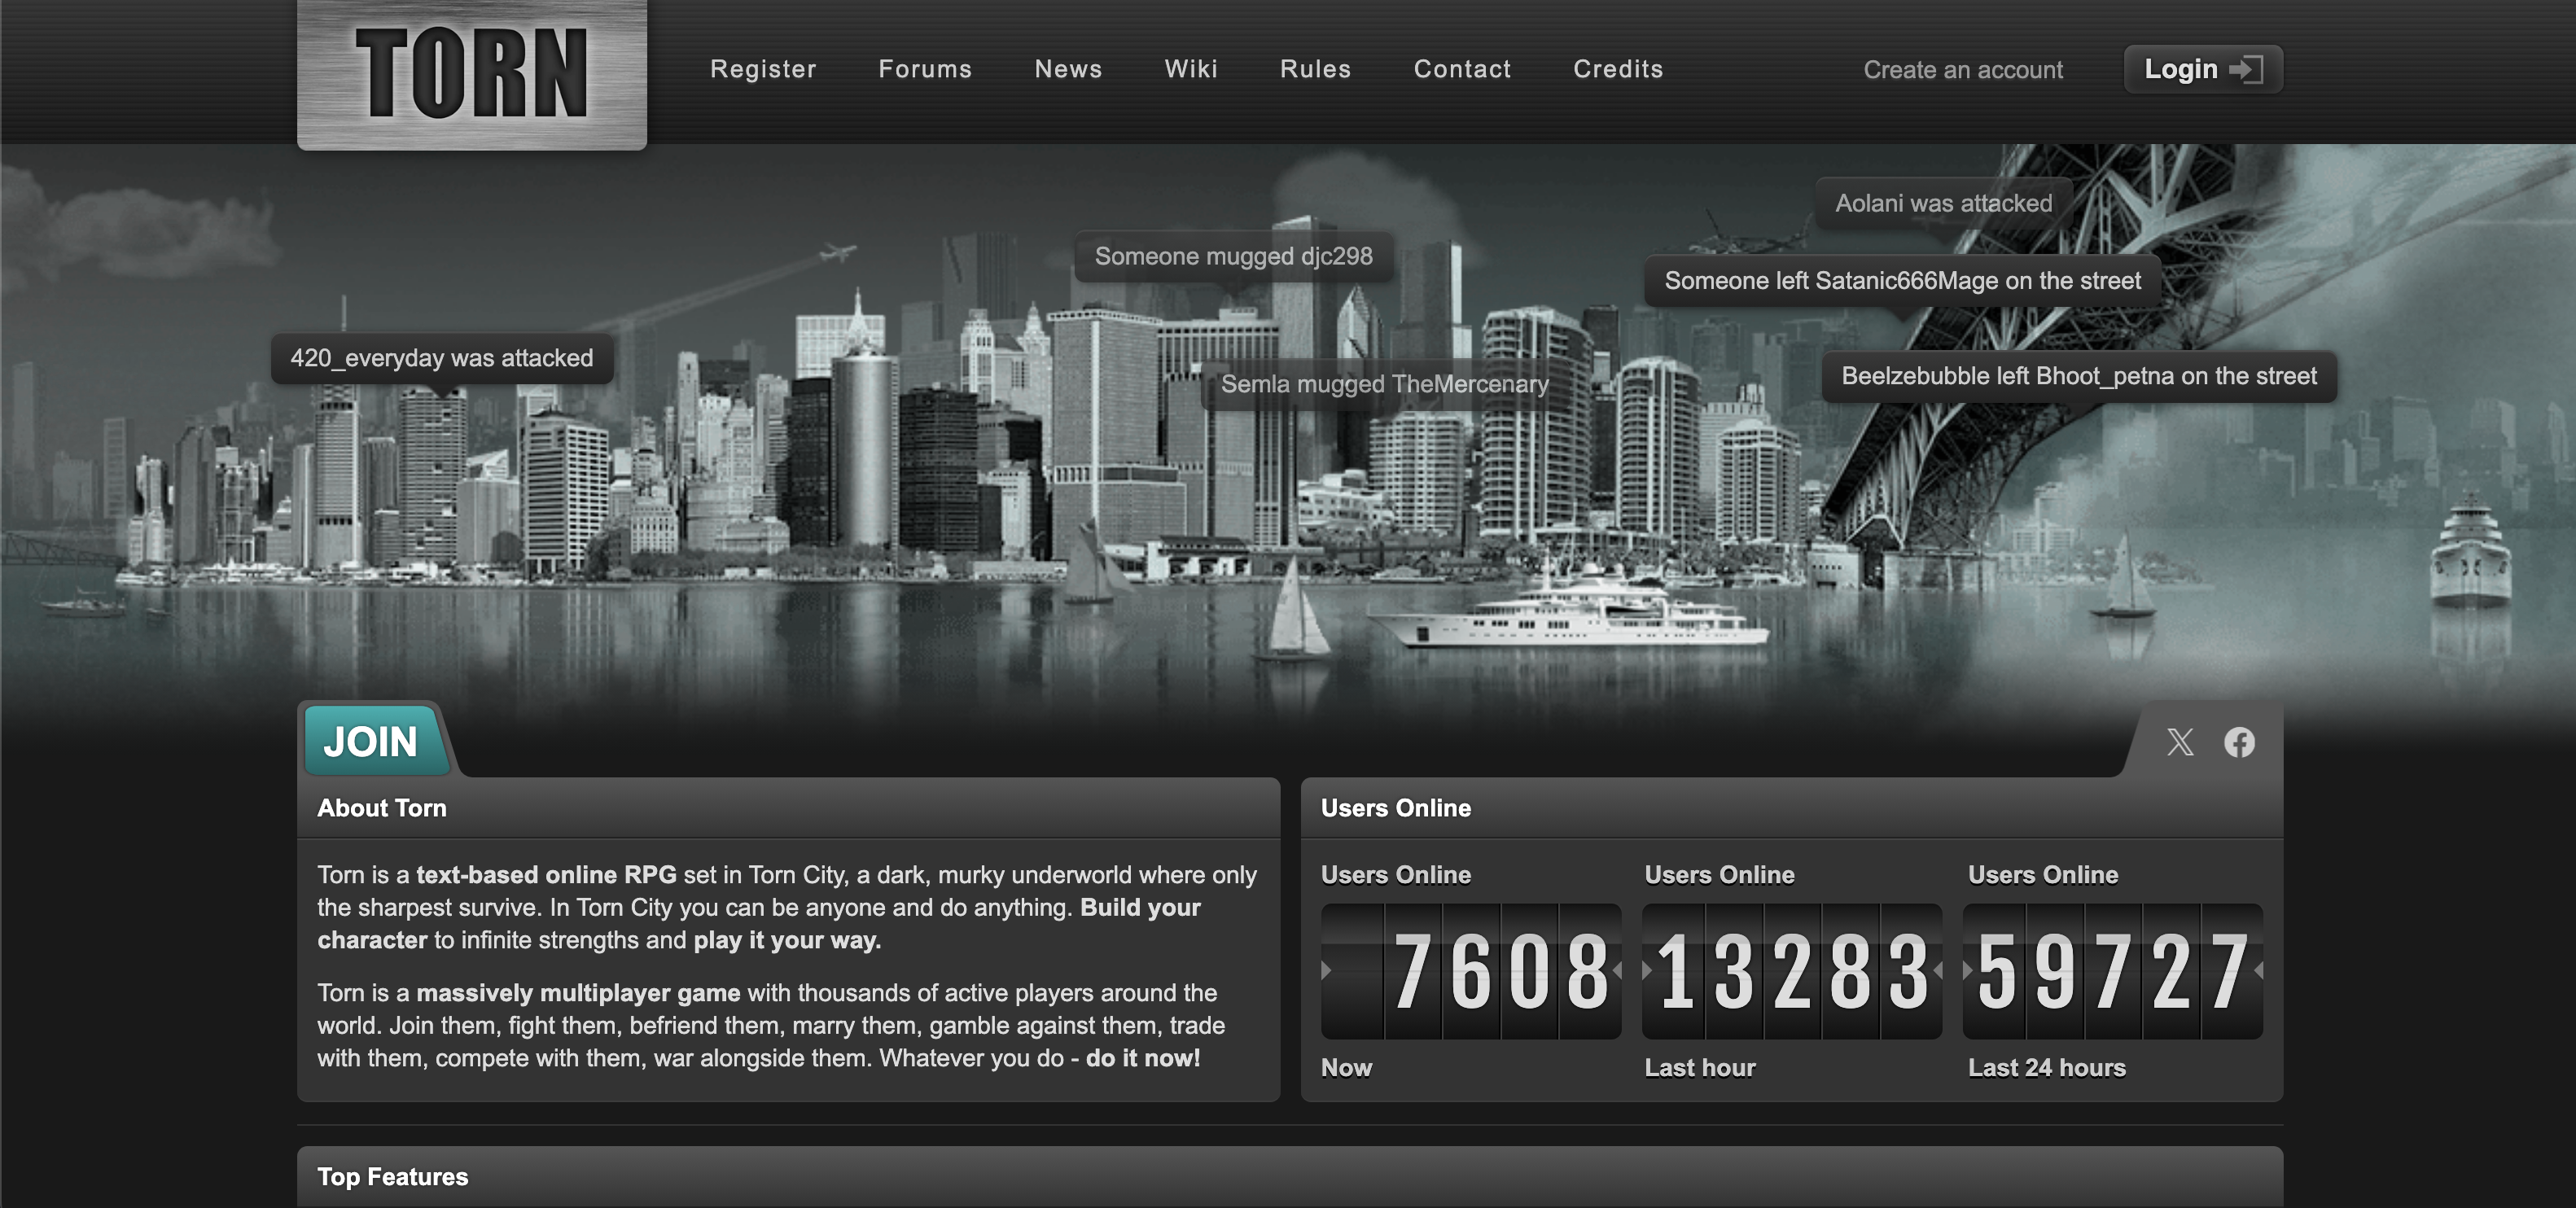 TORN
Register
Forums
News
Wiki
Rules
Contact
Credits
Create an account
Login
Aolani was attacked
Someone mugged djc298
Someone left Satanic666Mage on the street
420_everyday was attacked
Semla mugged TheMercenary
Beelzebubble left Bhoot_petna on the street
JOIN
About Torn
Torn is a text-based online RPG set in Torn City, a dark, murky underworld where only
the sharpest survive. In Torn City you can be anyone and do anything. Build your
character to infinite strengths and play it your way.
Torn is a massively multiplayer game with thousands of active players around the
world. Join them, fight them, befriend them, marry them, gamble against them, trade
with them, compete with them, war alongside them. Whatever you do - do it now!
Users Online
Users Online
7608
Now
Users Online
13283
Last hour
Users Online
59727
Last 24 hours
Top Features